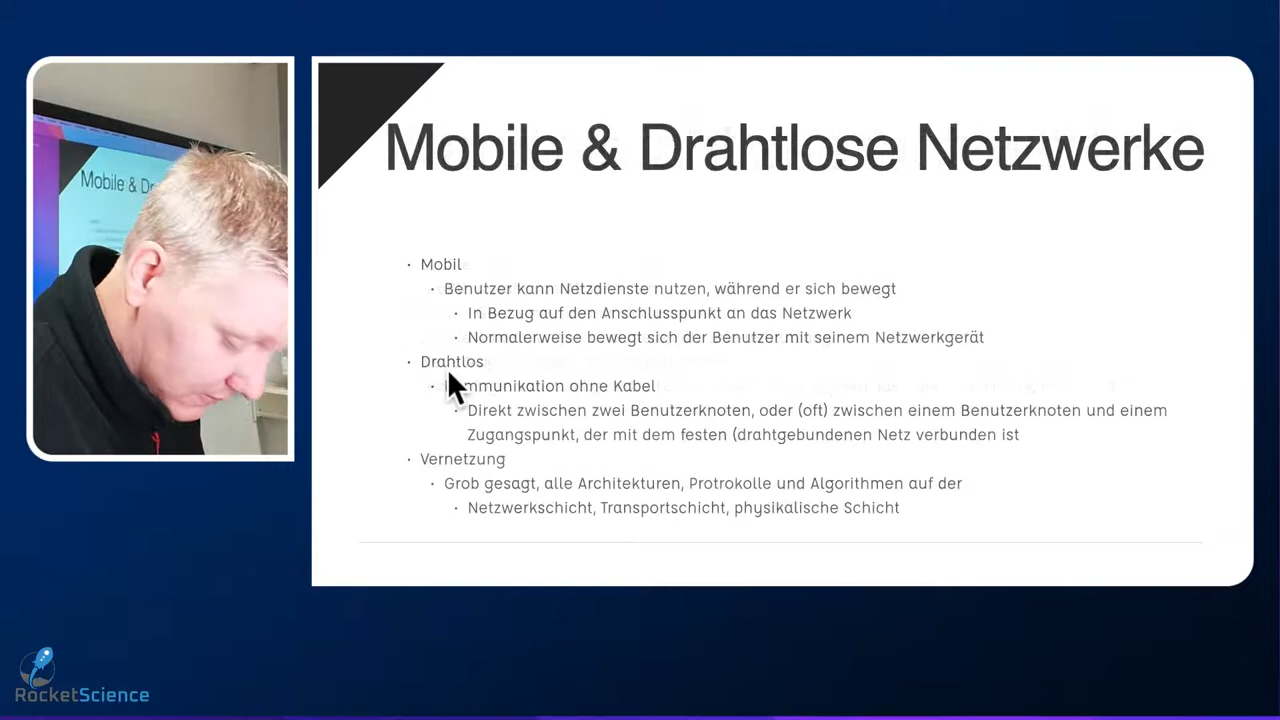 Mobile & Dr
Mobile & Drahtlose Netzwerke
· Mobil
· Benutzer kann Netzdienste nutzen, während er sich bewegt
· In Bezug auf den Anschlusspunkt an das Netzwerk
· Normalerweise bewegt sich der Benutzer mit seinem Netzwerkgerät
· Drahtlos
· mmunikation ohne Kabel
· Direkt zwischen zwei Benutzerknoten, oder (oft) zwischen einem Benutzerknoten und einem
Zugangspunkt, der mit dem festen (drahtgebundenen Netz verbunden ist
· Vernetzung
· Grob gesagt, alle Architekturen, Protrokolle und Algorithmen auf der
· Netzwerkschicht, Transportschicht, physikalische Schicht
RocketScience